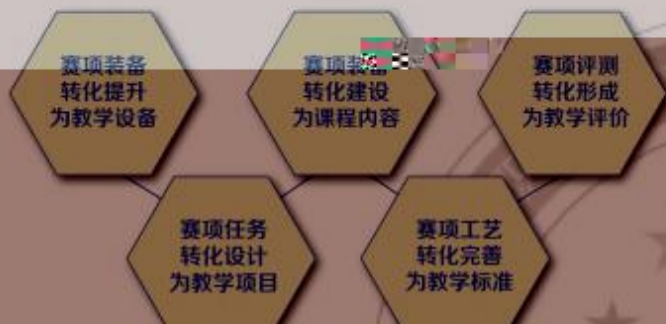 赛项装备
转化提升
为教学设备
赛项装备
转化建设
为课程内容
赛项评测
转化形成
为教学评价
赛项任务
转化设计
为教学项目
赛项工艺
转化完善
为教学标准